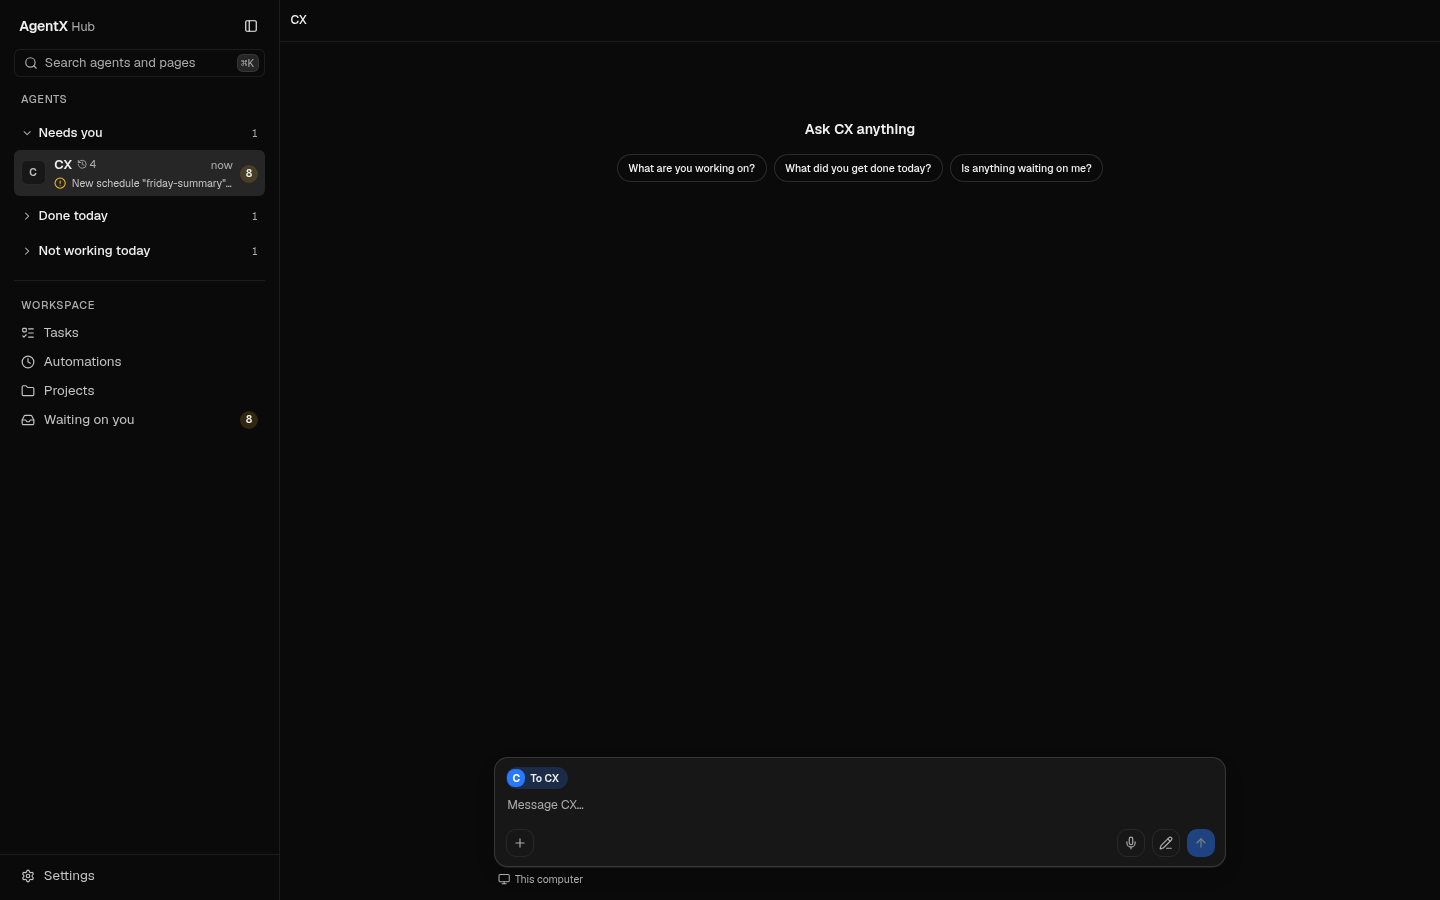 AgentX Hub
Search agents and pages
⌘K
AGENTS
Needs you
1
C
CX
4
now
New schedule "friday-summary"...
8
Done today
1
Not working today
1
WORKSPACE
Tasks
Automations
Projects
Waiting on you
8
Settings
CX
Ask CX anything
What are you working on?
What did you get done today?
Is anything waiting on me?
C
To CX
Message CX...
This computer